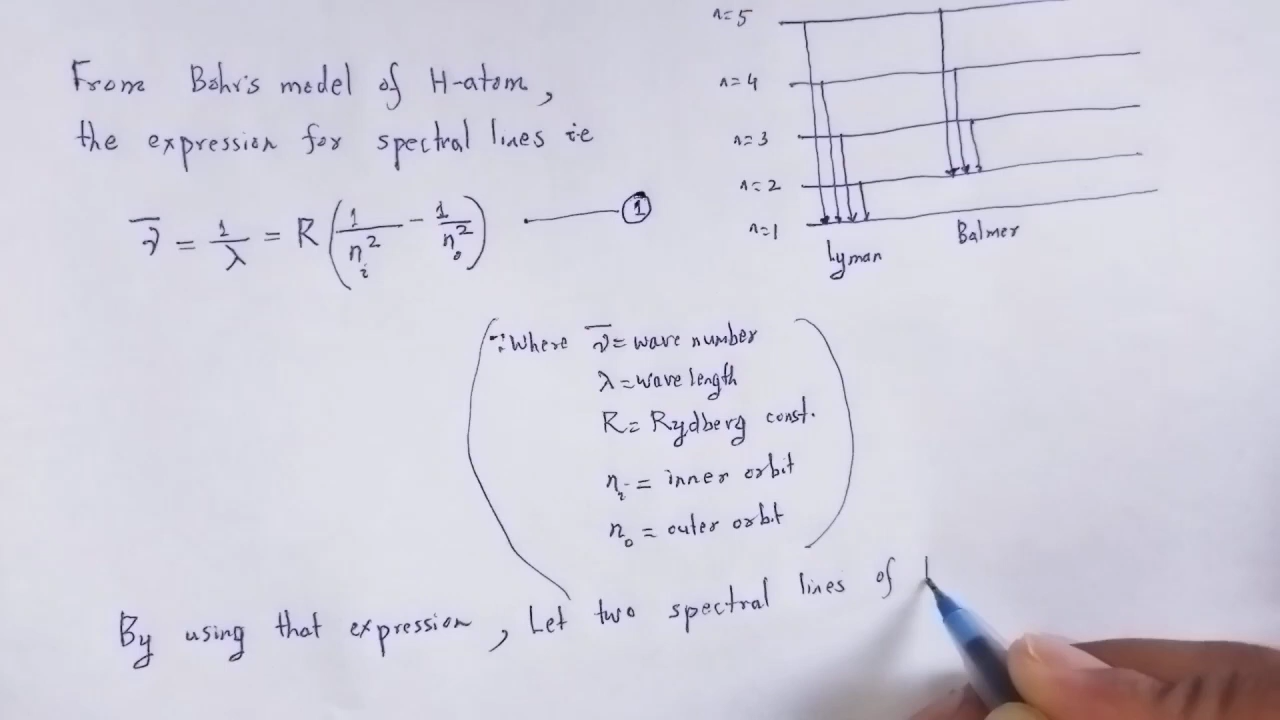 From Bohr's model of H-atom,
the expression for spectral lines ie
ν̅ = 1/λ = R(1/nᵢ² - 1/n₀²) ①
n=5
n=4
n=3
n=2
n=1
Lyman
Balmer
∵ Where ν̅ = wave number
λ = wave length
R = Rydberg const.
nᵢ = inner orbit
n₀ = outer orbit
By using that expression, Let two spectral lines of